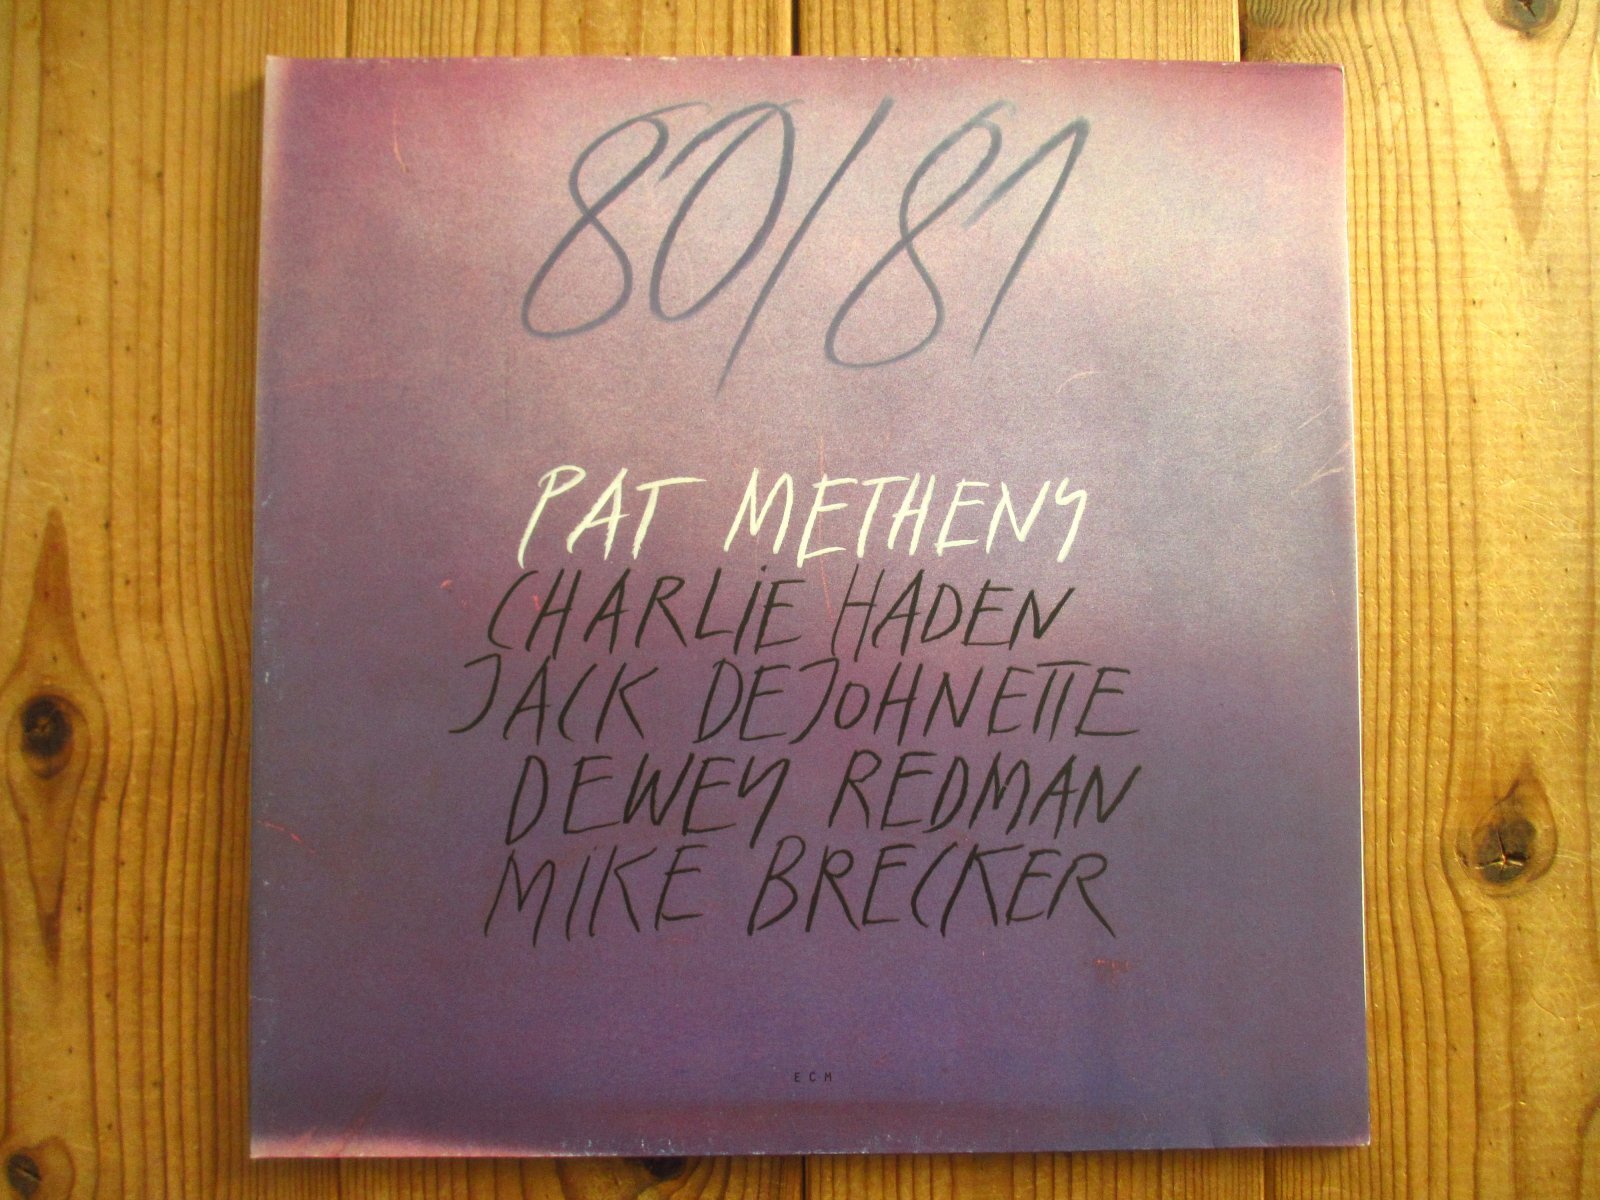 80/81
PAT METHENY
CHARLiE HADEN
JACK DEJOHNETTE
DEWEY REDMAN
MIKE BRECKER
ECM